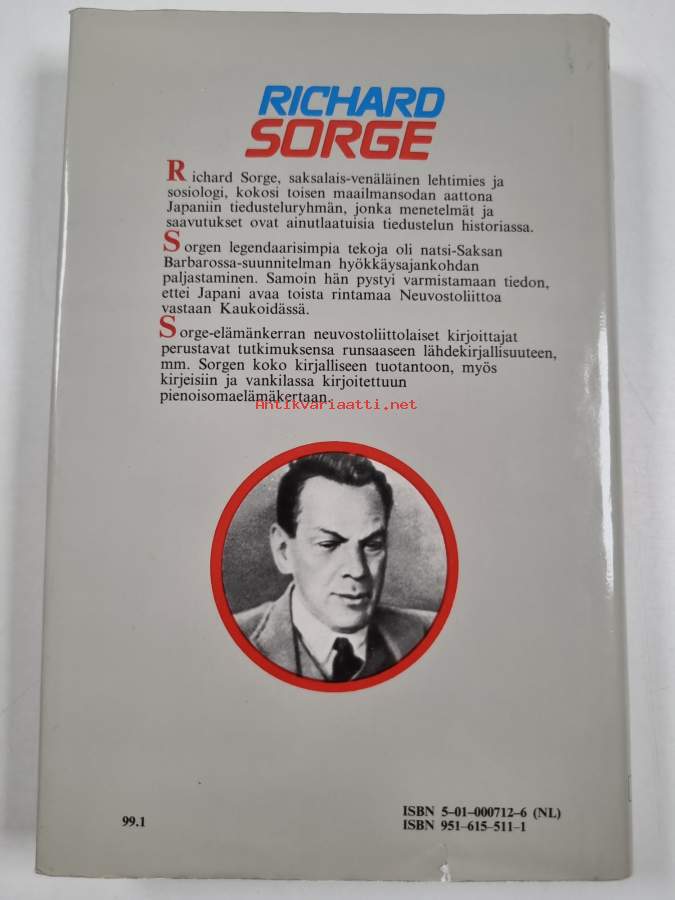 RICHARD
SORGE
Richard Sorge, saksalais-venäläinen lehtimies ja
sosiologi, kokosi toisen maailmansodan aattona
Japaniin tiedusteluryhmän, jonka menetelmät ja
saavutukset ovat ainutlaatuisia tiedustelun historiassa.
Sorgen legendaarisimpia tekoja oli natsi-Saksan
Barbarossa-suunnitelman hyökkäysajankohdan
paljastaminen. Samoin hän pystyi varmistamaan tiedon,
ettei Japani avaa toista rintamaa Neuvostoliittoa
vastaan Kaukoidässä.
Sorge-elämänkerran neuvostoliittolaiset kirjoittajat
perustavat tutkimuksensa runsaaseen lähdekirjallisuuteen,
mm. Sorgen koko kirjalliseen tuotantoon, myös
kirjeisiin ja vankilassa kirjoitettuun
pienoisomaelämäkertaan.
Antikvariaatti.net
99.1
ISBN 5-01-000712-6 (NL)
ISBN 951-615-511-1